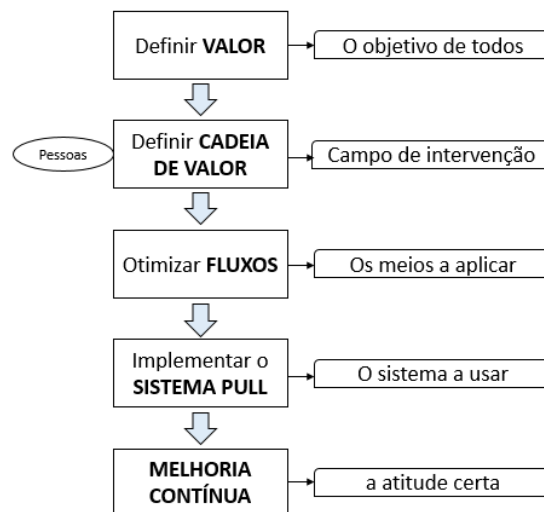 Definir VALOR
O objetivo de todos
Pessoas
Definir CADEIA
DE VALOR
Campo de intervenção
Otimizar FLUXOS
Os meios a aplicar
Implementar o
SISTEMA PULL
O sistema a usar
MELHORIA
CONTÍNUA
a atitude certa